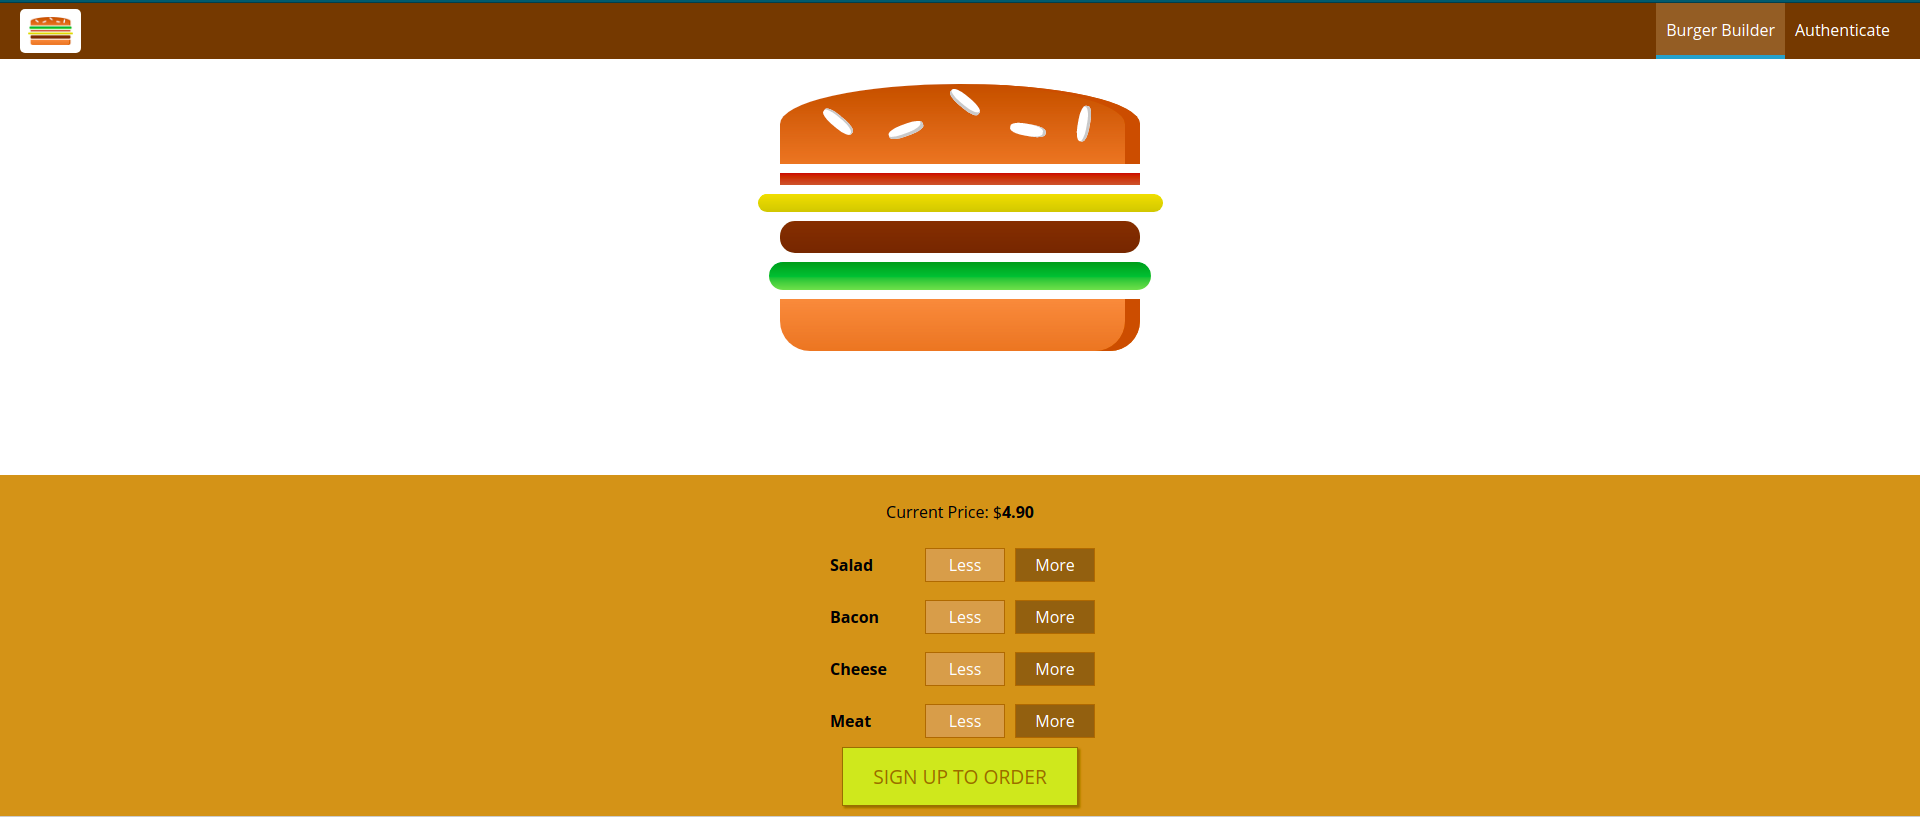 Burger Builder Authenticate
Current Price: $4.90
Salad Less More
Bacon Less More
Cheese Less More
Meat Less More
SIGN UP TO ORDER